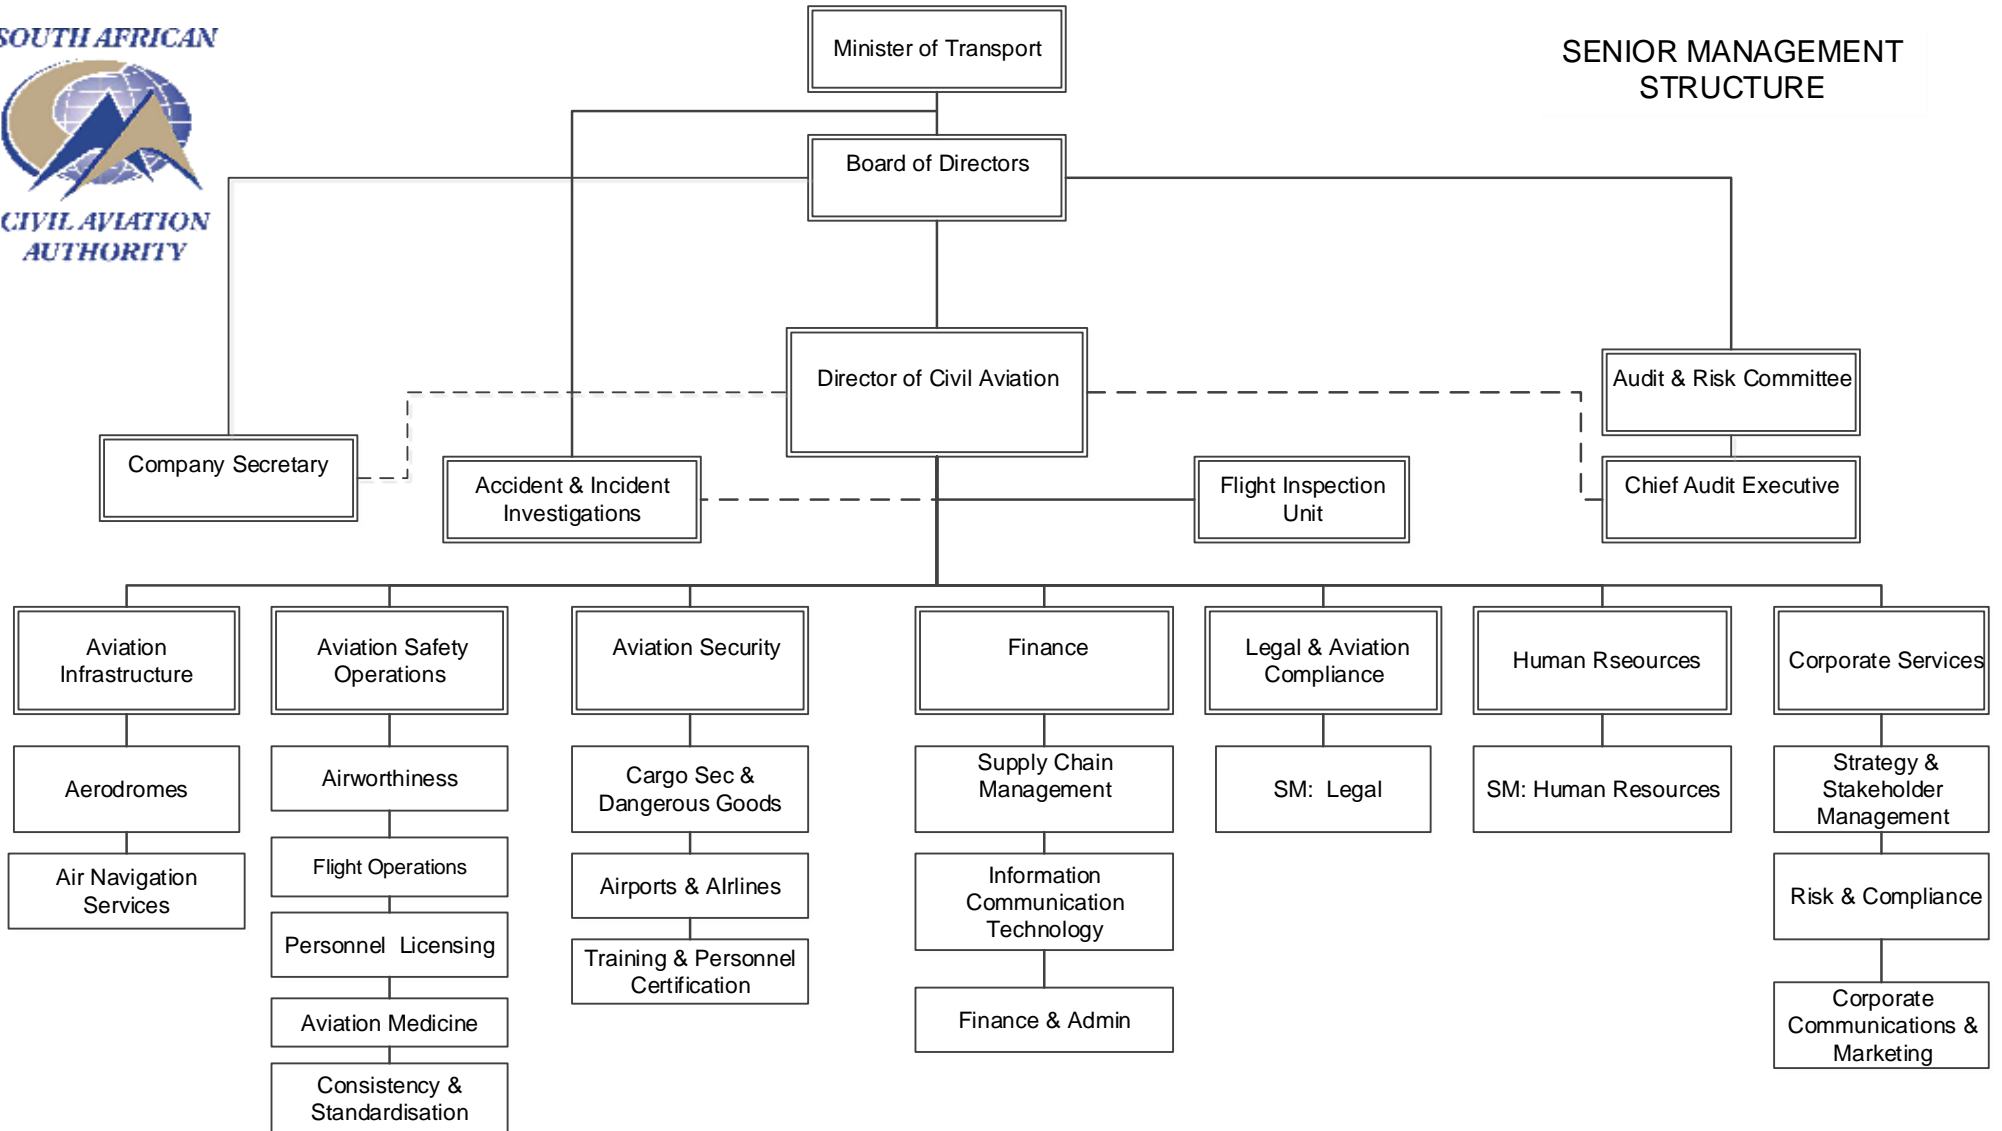 SOUTH AFRICAN
CIVIL AVIATION
AUTHORITY
SENIOR MANAGEMENT
STRUCTURE
Minister of Transport
Board of Directors
Director of Civil Aviation
Audit & Risk Committee
Company Secretary
Accident & Incident
Investigations
Flight Inspection
Unit
Chief Audit Executive
Aviation
Infrastructure
Aviation Safety
Operations
Aviation Security
Finance
Legal & Aviation
Compliance
Human Rseources
Corporate Services
Aerodromes
Airworthiness
Cargo Sec &
Dangerous Goods
Supply Chain
Management
SM:  Legal
SM: Human Resources
Strategy &
Stakeholder
Management
Air Navigation
Services
Flight Operations
Airports & AIrlines
Information
Communication
Technology
Risk & Compliance
Personnel  Licensing
Training & Personnel
Certification
Finance & Admin
Corporate
Communications &
Marketing
Aviation Medicine
Consistency &
Standardisation